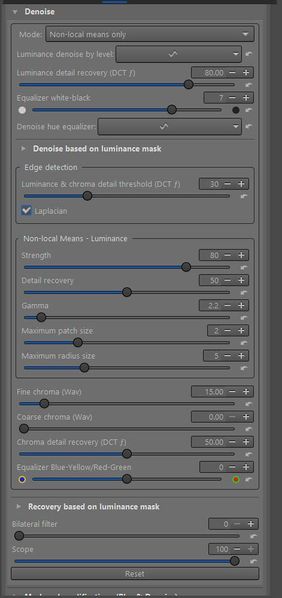 Denoise
Mode: Non-local means only
Luminance denoise by level:
Luminance detail recovery (DCT ƒ) 80.00
Equalizer white-black 7
Denoise hue equalizer:
Denoise based on luminance mask
Edge detection
Luminance & chroma detail threshold (DCT ƒ) 30
Laplacian
Non-local Means - Luminance
Strength 80
Detail recovery 50
Gamma 2.2
Maximum patch size 2
Maximum radius size 5
Fine chroma (Wav) 15.00
Coarse chroma (Wav) 0.00
Chroma detail recovery (DCT ƒ) 50.00
Equalizer Blue-Yellow/Red-Green 0
Recovery based on luminance mask
Bilateral filter 0
Scope 100
Reset